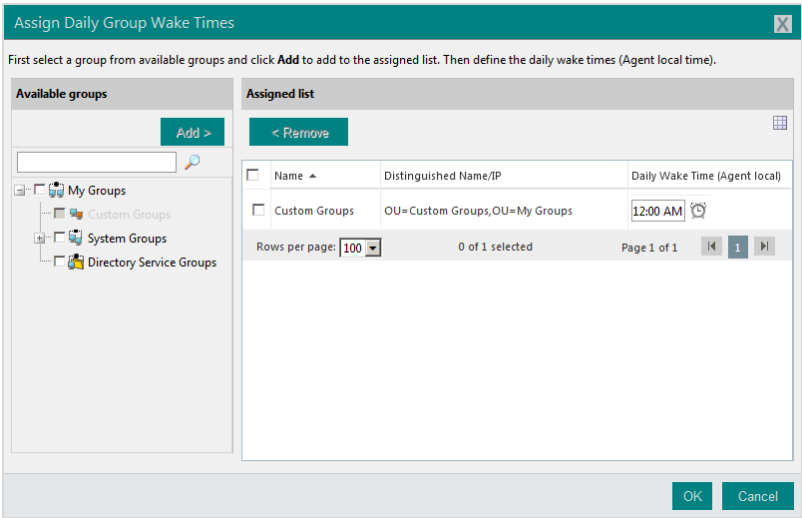 Assign Daily Group Wake Times
X
First select a group from available groups and click Add to add to the assigned list. Then define the daily wake times (Agent local time).
Available groups
Add >
My Groups
Custom Groups
System Groups
Directory Service Groups
Assigned list
< Remove
Name Distinguished Name/IP Daily Wake Time (Agent local)
Custom Groups OU=Custom Groups,OU=My Groups 12:00 AM
Rows per page: 100 0 of 1 selected Page 1 of 1 1
OK Cancel